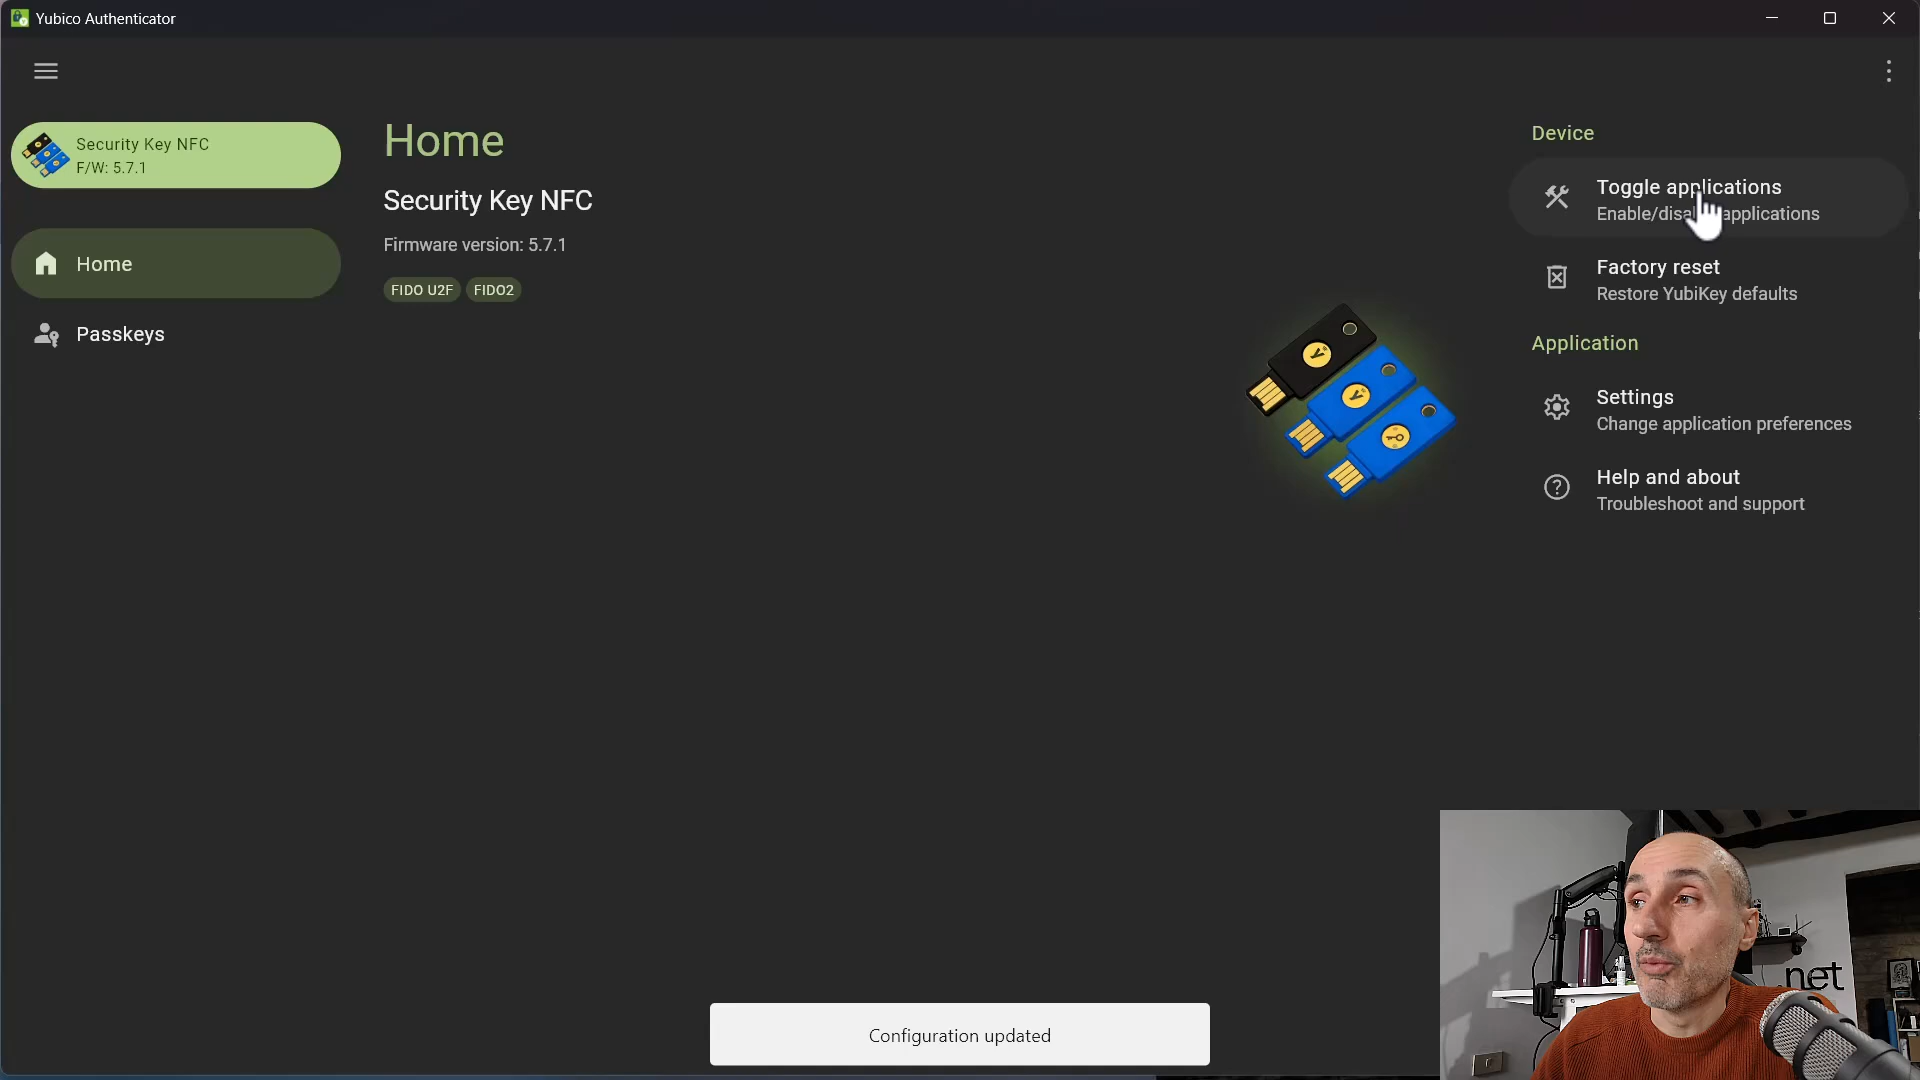 Yubico Authenticator
Security Key NFC
F/W: 5.7.1
Home
Passkeys
Home
Security Key NFC
Firmware version: 5.7.1
FIDO U2F
FIDO2
Device
Toggle applications
Enable/disa applications
Factory reset
Restore YubiKey defaults
Application
Settings
Change application preferences
Help and about
Troubleshoot and support
Configuration updated
net